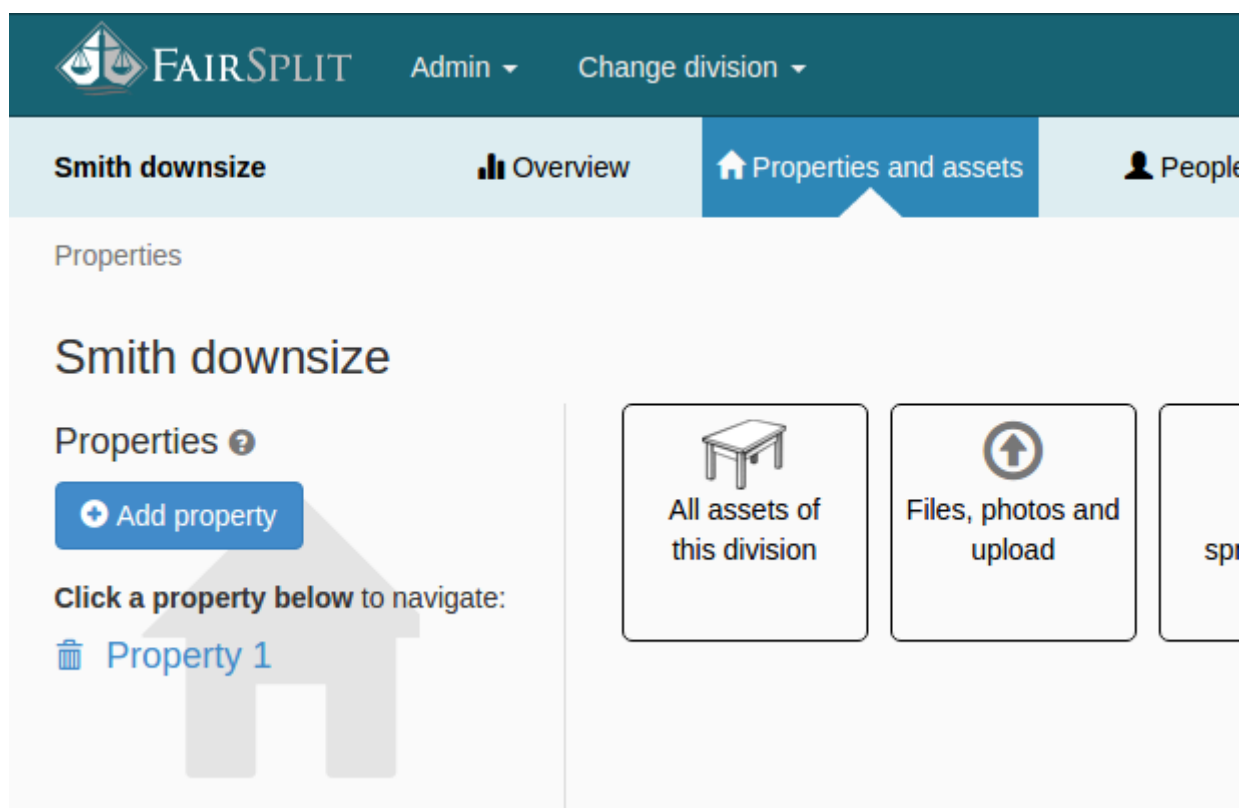 FAIRSPLIT Admin Change division
Smith downsize Overview Properties and assets People
Properties
Smith downsize
Properties
Add property
Click a property below to navigate:
Property 1
All assets of
this division
Files, photos and
upload